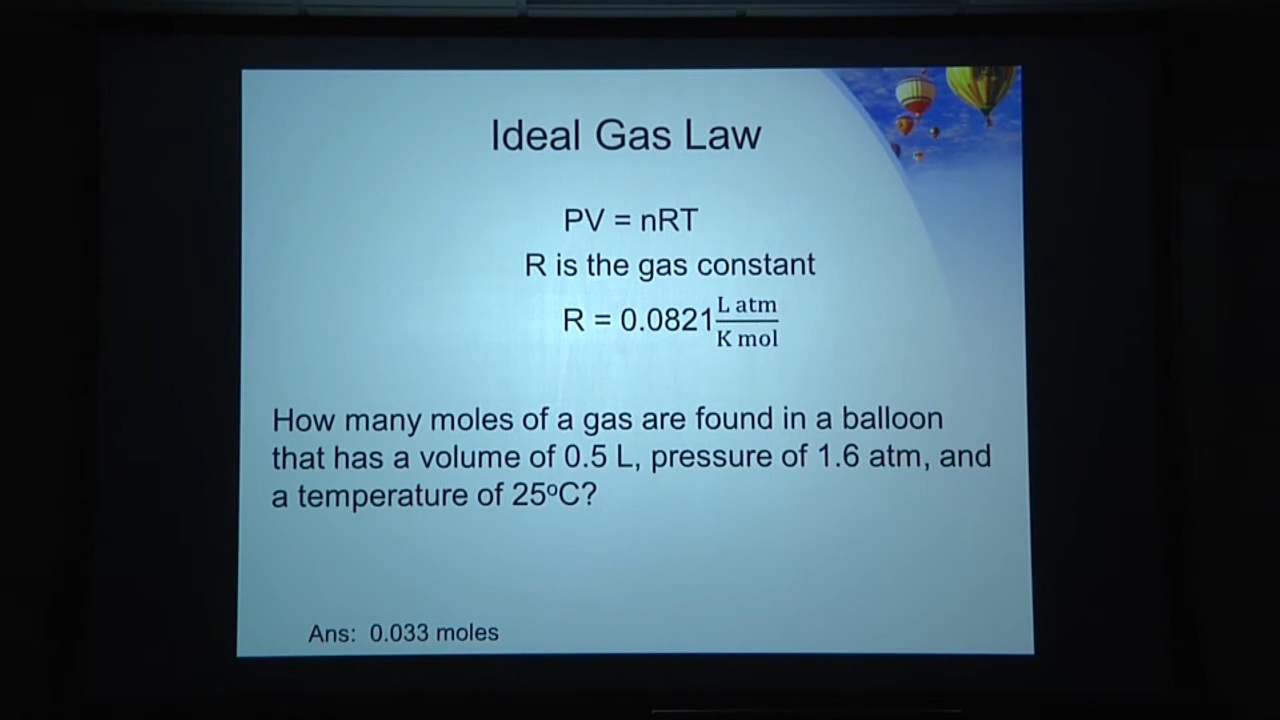 Ideal Gas Law
PV = nRT
R is the gas constant
R = 0.0821 L atm / K mol
How many moles of a gas are found in a balloon
that has a volume of 0.5 L, pressure of 1.6 atm, and
a temperature of 25ºC?
Ans: 0.033 moles